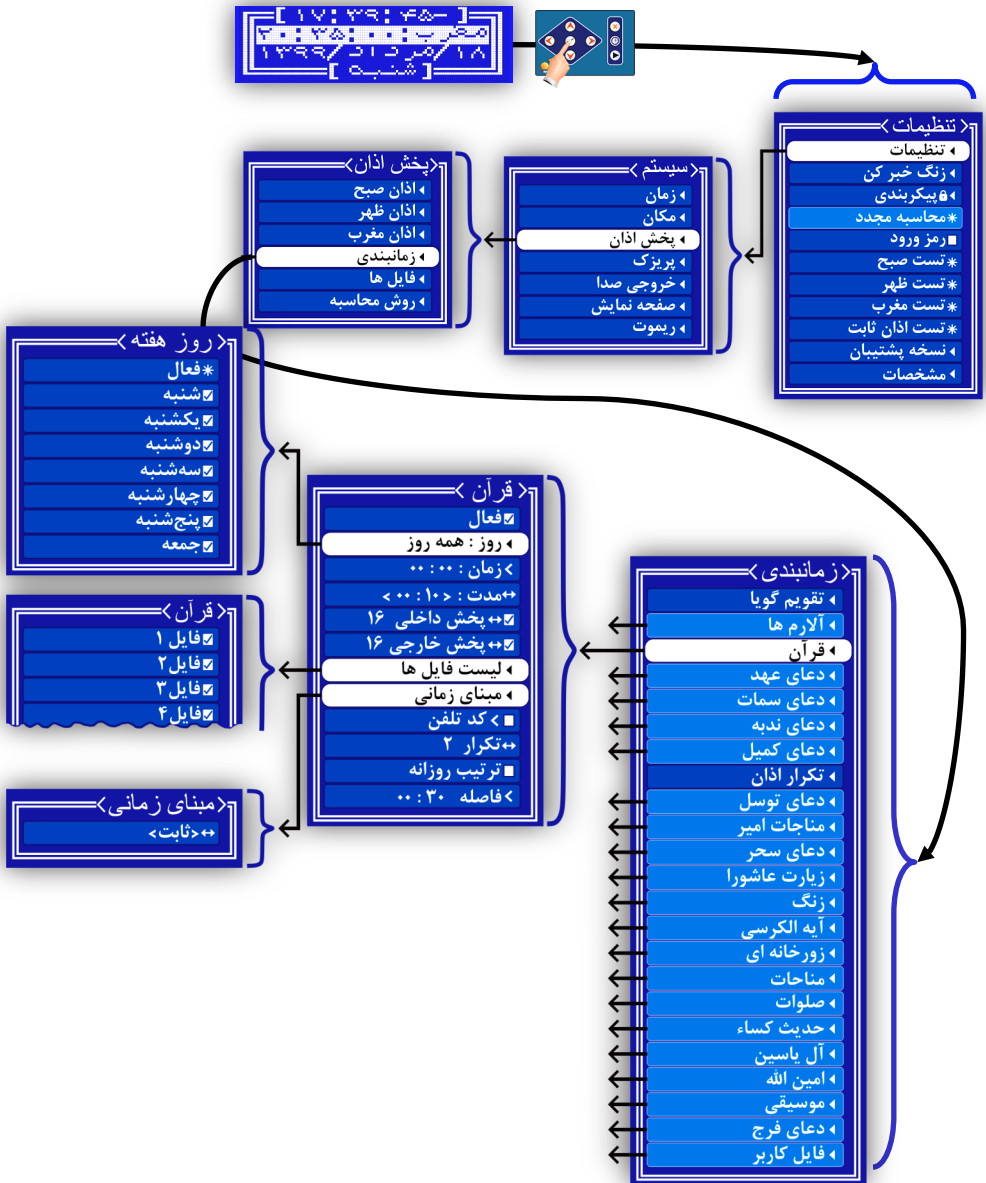 [ ۱۷:۳۹:۴۵- ]
مغرب:۲۰:۳۵:۰۰
۱۸/مرداد/۱۳۹۹
[ شنبه ]
<تنظیمات>
تنظیمات
زنگ خبر کن
پیکربندی
*محاسبه مجدد
رمز ورود
*تست صبح
*تست ظهر
*تست مغرب
*تست اذان ثابت
نسخه پشتیبان
مشخصات
<سیستم>
زمان
مکان
پخش اذان
پریزک
خروجی صدا
صفحه نمایش
ریموت
<پخش اذان>
اذان صبح
اذان ظهر
اذان مغرب
زمانبندی
فایل ها
روش محاسبه
<روز هفته>
*فعال
شنبه
یکشنبه
دوشنبه
سه‌شنبه
چهارشنبه
پنج‌شنبه
جمعه
<قرآن>
فعال
روز : همه روز
>زمان : ۰۰:۰۰
↔مدت : <۰۰:۱۰>
↔پخش داخلی ۱۶
↔پخش خارجی ۱۶
لیست فایل ها
مبنای زمانی
> کد تلفن
↔تکرار ۲
ترتیب روزانه
>فاصله ۰۰:۳۰
<قرآن>
فایل ۱
فایل ۲
فایل ۳
فایل ۴
<مبنای زمانی>
↔<ثابت>
<زمانبندی>
تقویم گویا
آلارم ها
قرآن
دعای عهد
دعای سمات
دعای ندبه
دعای کمیل
تکرار اذان
دعای توسل
مناجات امیر
دعای سحر
زیارت عاشورا
زنگ
آیه الکرسی
زورخانه ای
مناحات
صلوات
حدیث کساء
آل یاسین
امین الله
موسیقی
دعای فرج
فایل کاربر